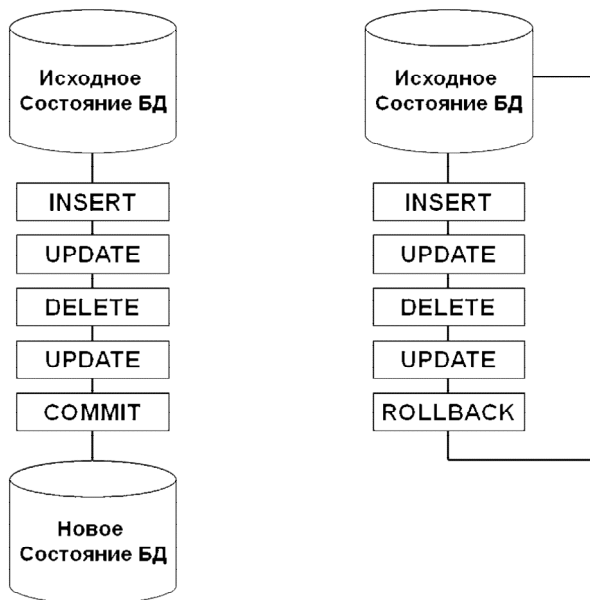 Исходное
Состояние БД
INSERT
UPDATE
DELETE
UPDATE
COMMIT
Новое
Состояние БД
Исходное
Состояние БД
INSERT
UPDATE
DELETE
UPDATE
ROLLBACK